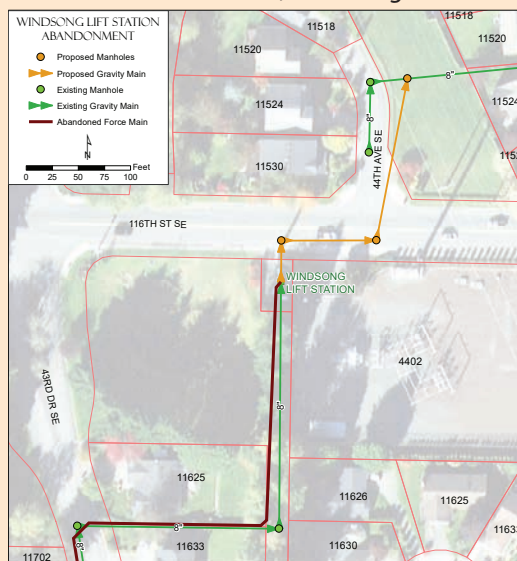 WINDSONG LIFT STATION
ABANDONMENT
Proposed Manholes
Proposed Gravity Main
Existing Manhole
Existing Gravity Main
Abandoned Force Main
N
Feet
0 25 50 75 100
11518
11518
11520
11520
8"
11524
11524
8"
44TH AVE SE
11530
116TH ST SE
WINDSONG
LIFT STATION
4402
43RD DR SE
8"
11625
11626
11625
8"
11633
11630
8"
11702